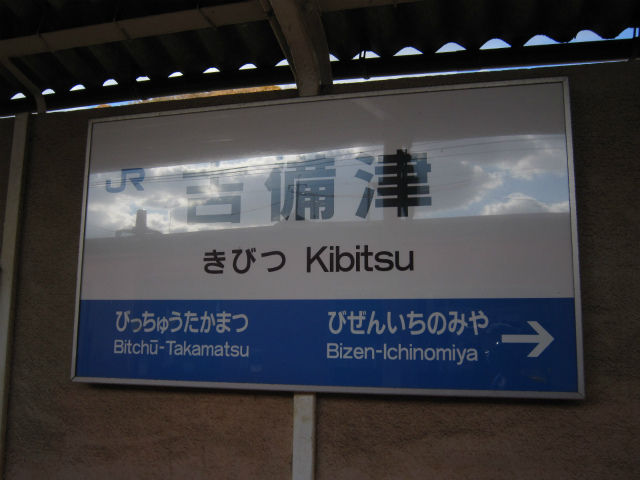 JR 吉備津
きびつ Kibitsu
びっちゅうたかまつ びぜんいちのみや
Bitchū-Takamatsu Bizen-Ichinomiya